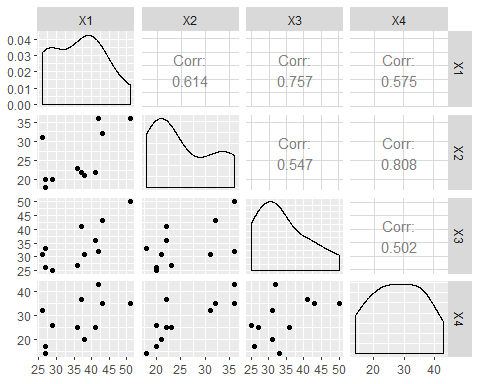 X1 X2 X3 X4
0.04
0.03
0.02
0.01
0.00
Corr:
0.614
Corr:
0.757
Corr:
0.575
X1
35
30
25
20
Corr:
0.547
Corr:
0.808
X2
50
45
40
35
30
25
Corr:
0.502
X3
40
30
20
X4
25 30 35 40 45 50 20 25 30 35 25 30 35 40 45 50 20 30 40